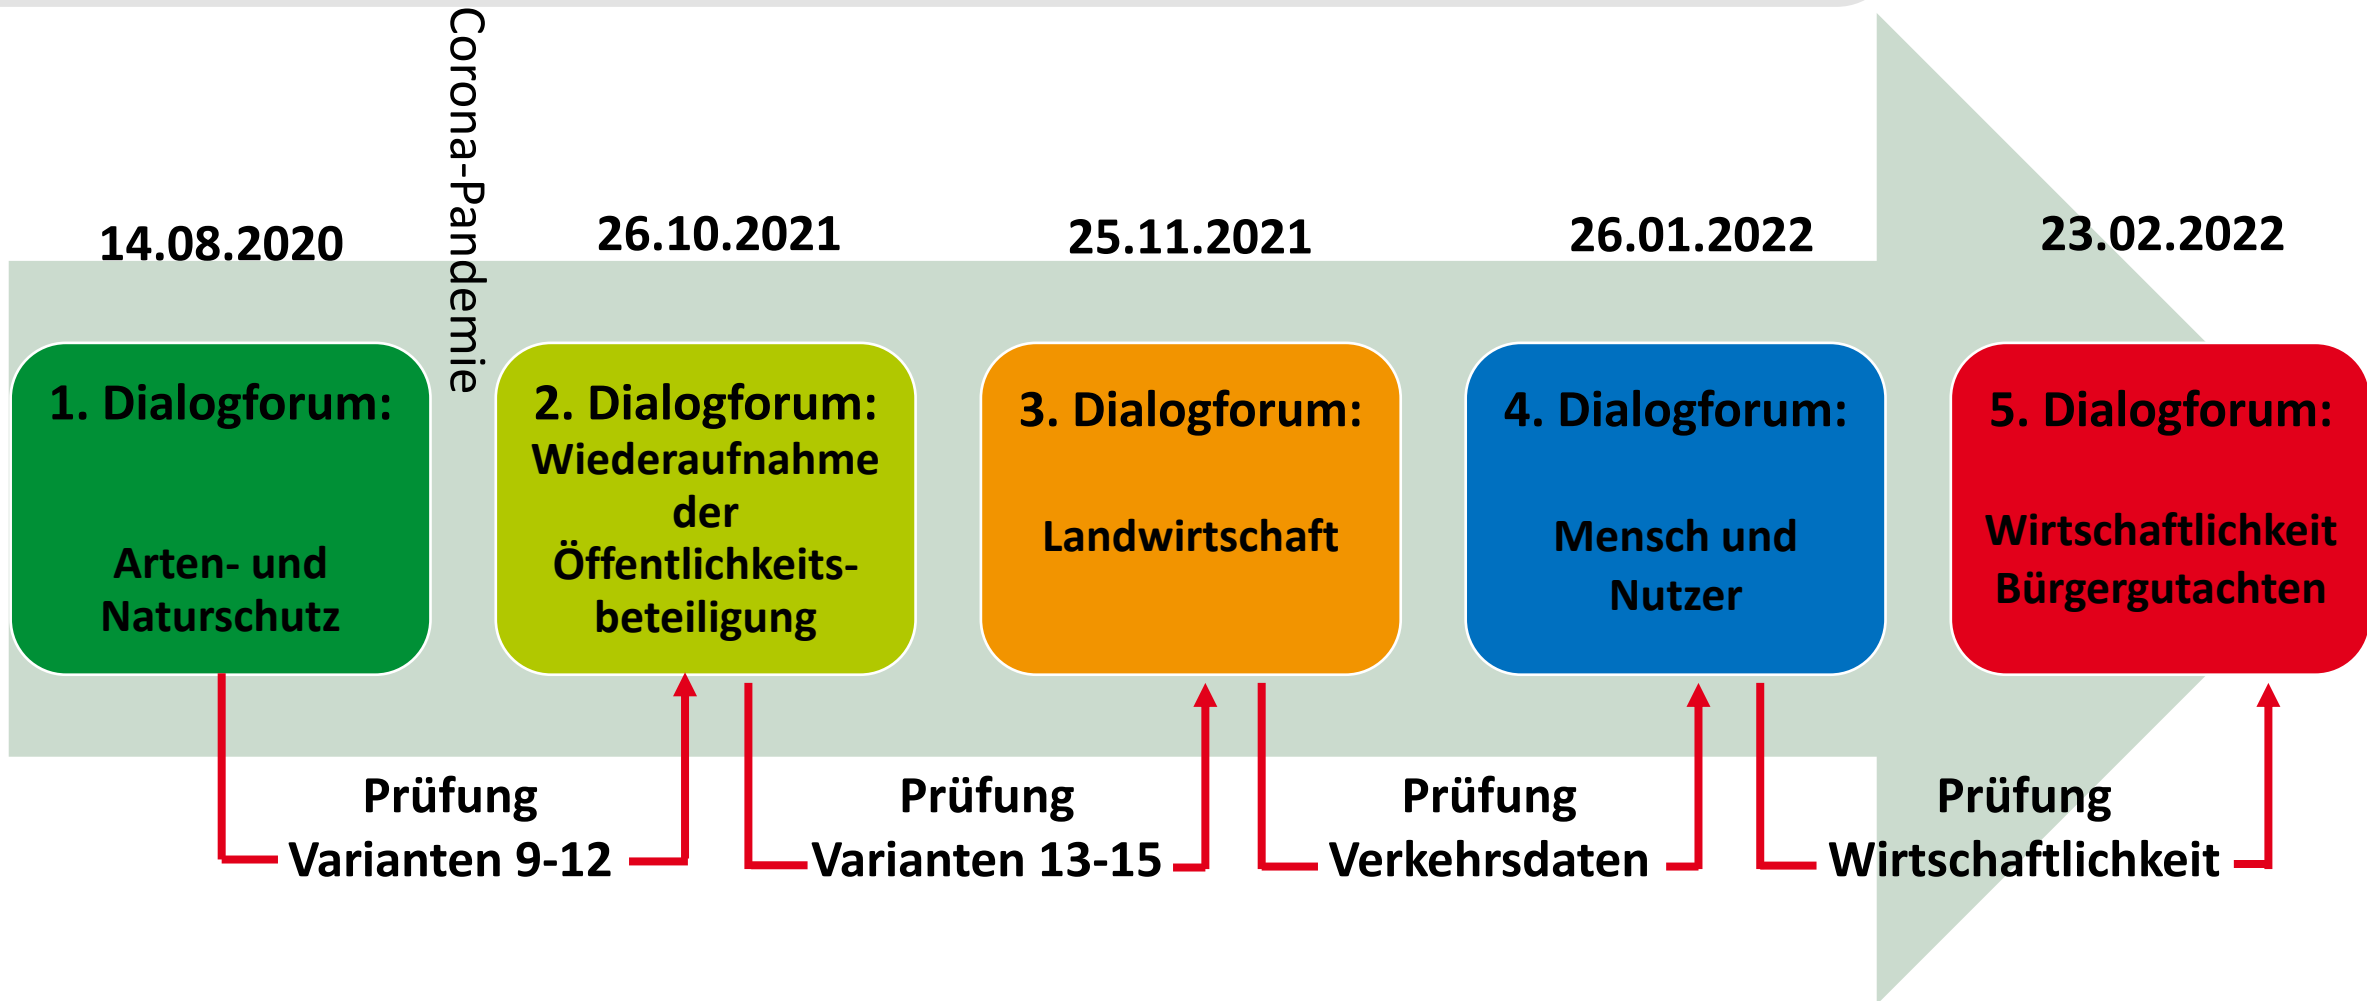 Corona-Pandemie
14.08.2020
26.10.2021
25.11.2021
26.01.2022
23.02.2022
1. Dialogforum:
Arten- und
Naturschutz
2. Dialogforum:
Wiederaufnahme
der
Öffentlichkeits-
beteiligung
3. Dialogforum:
Landwirtschaft
4. Dialogforum:
Mensch und
Nutzer
5. Dialogforum:
Wirtschaftlichkeit
Bürgergutachten
Prüfung
Varianten 9-12
Prüfung
Varianten 13-15
Prüfung
Verkehrsdaten
Prüfung
Wirtschaftlichkeit